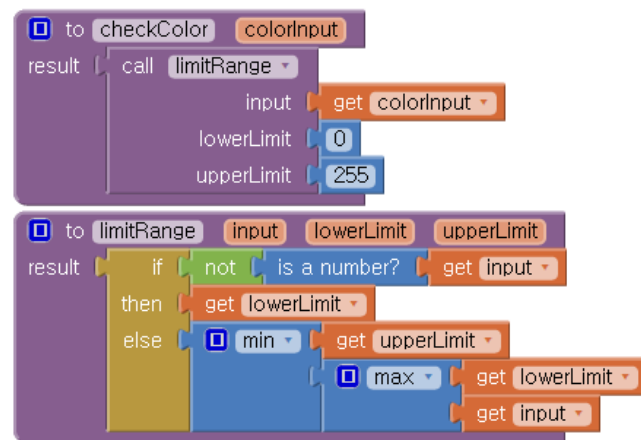 to checkColor colorInput
result call limitRange
input get colorInput
lowerLimit 0
upperLimit 255
to limitRange input lowerLimit upperLimit
result if not is a number? get input
then get lowerLimit
else min get upperLimit
max get lowerLimit
get input